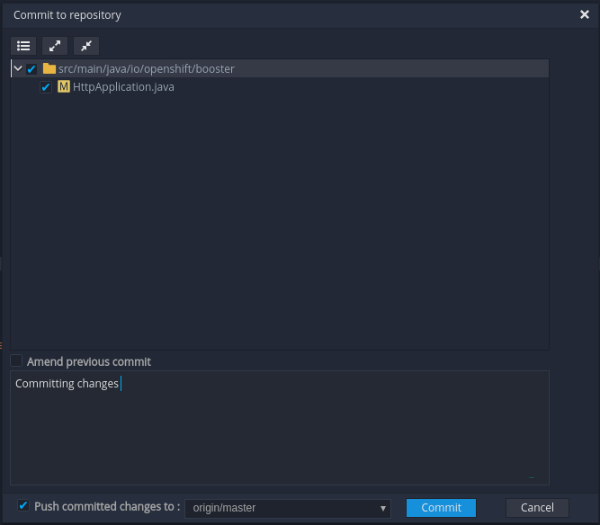 Commit to repository
src/main/java/io/openshift/booster
M HttpApplication.java
Amend previous commit
Committing changes
Push committed changes to : origin/master Commit Cancel